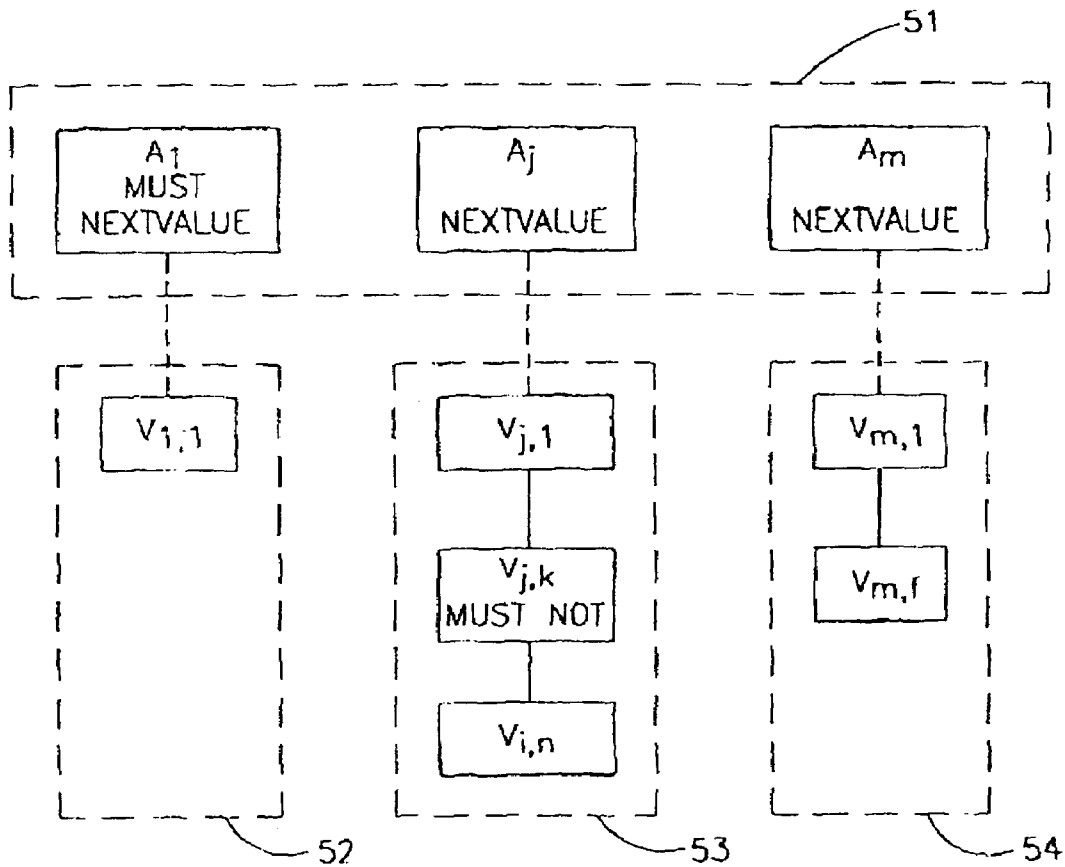 51
A1 Aj Am
MUST
NEXTVALUE NEXTVALUE NEXTVALUE
V1,1 Vj,1 Vm,1
Vj,k Vm,f
MUST NOT
Vi,n
52 53 54